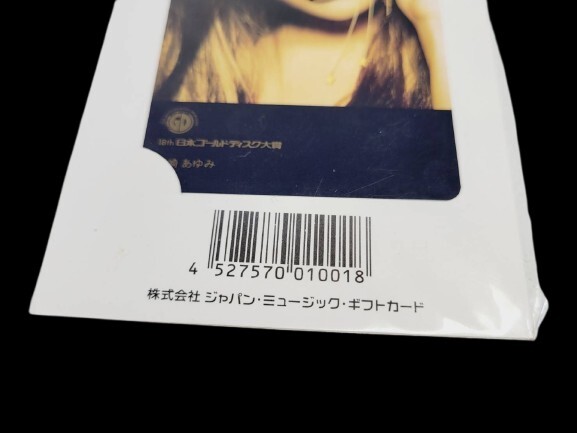 GD
18th 日本ゴールドディスク大賞
崎 あゆみ
4 527570 010018
株式会社 ジャパン・ミュージック・ギフトカード